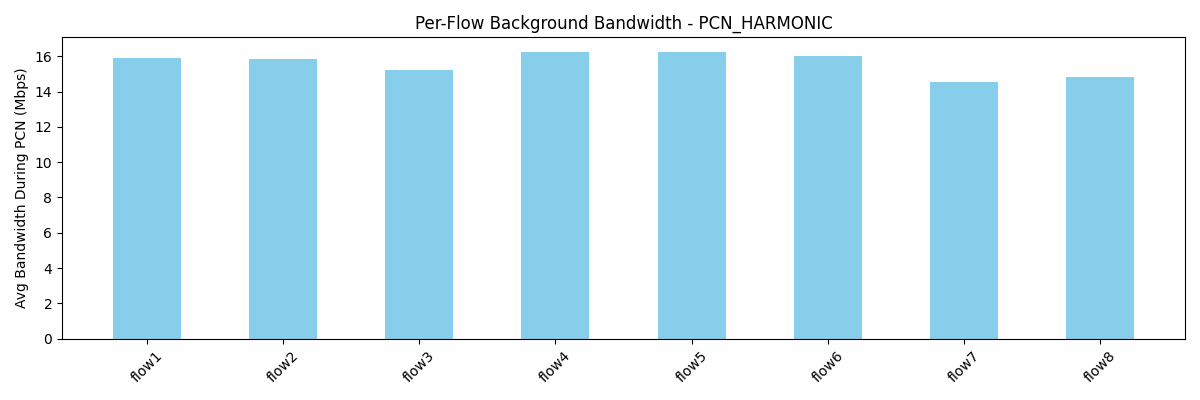 Per-Flow Background Bandwidth - PCN_HARMONIC
Avg Bandwidth During PCN (Mbps)
16
14
12
10
8
6
4
2
0
flow1
flow2
flow3
flow4
flow5
flow6
flow7
flow8